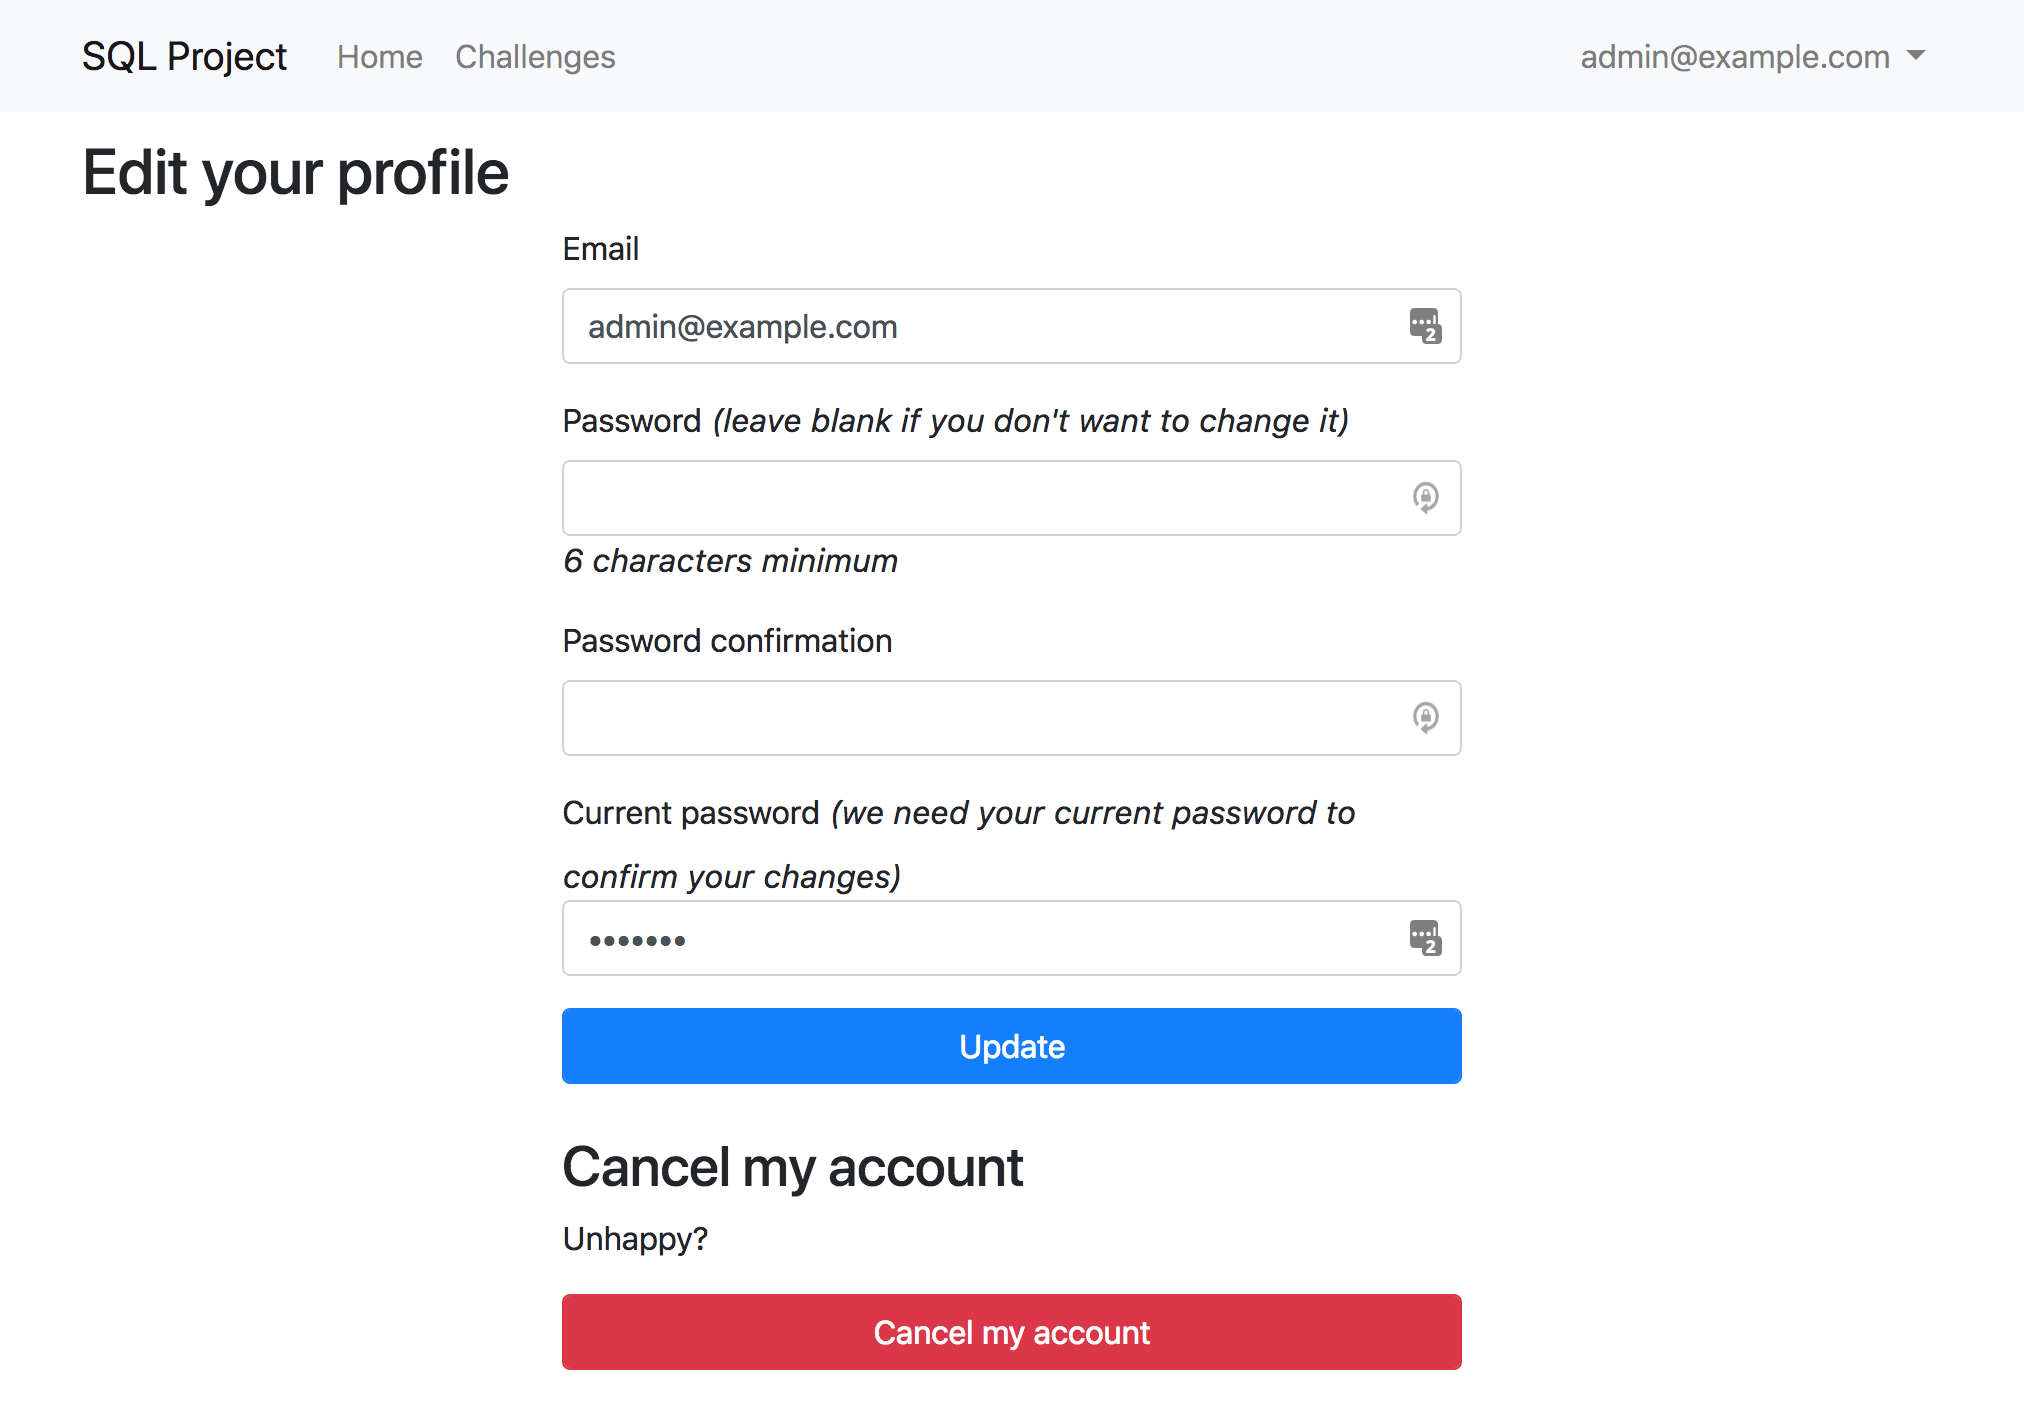 SQL Project Home Challenges admin@example.com
Edit your profile
Email
admin@example.com
2
Password (leave blank if you don't want to change it)
6 characters minimum
Password confirmation
Current password (we need your current password to
confirm your changes)
•••••••
2
Update
Cancel my account
Unhappy?
Cancel my account